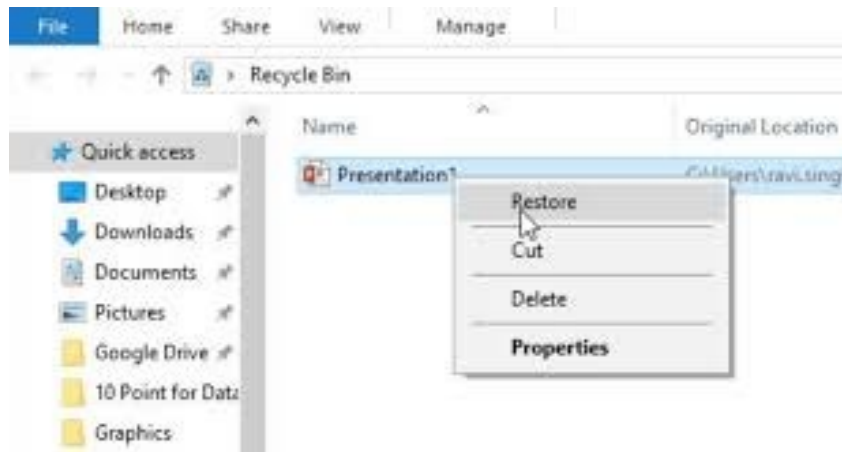 File Home Share View Manage
Recycle Bin
Name Original Location
Quick access
Presentation1
Desktop
Restore
Downloads
Cut
Documents
Delete
Pictures
Properties
Google Drive
10 Point for Data
Graphics